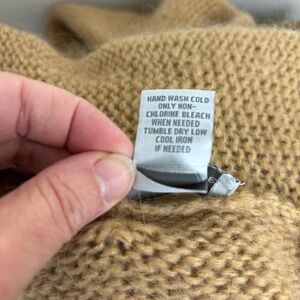 HAND WASH COLD
ONLY NON-
CHLORINE BLEACH
WHEN NEEDED
TUMBLE DRY LOW
COOL IRON
IF NEEDED